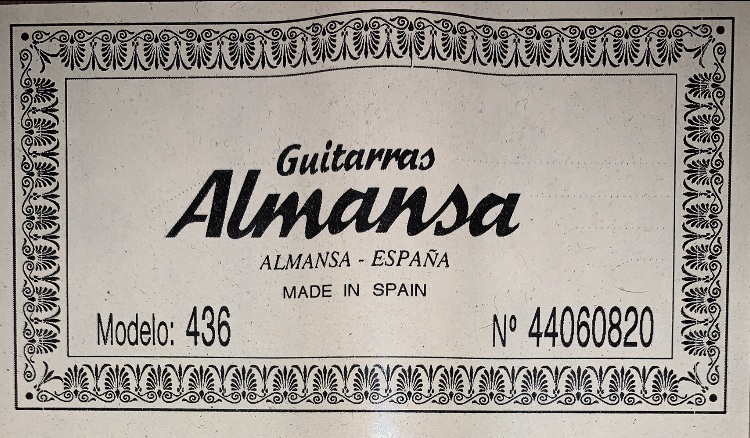 Guitarras
Almansa
ALMANSA - ESPAÑA
MADE IN SPAIN
Modelo: 436 Nº 44060820